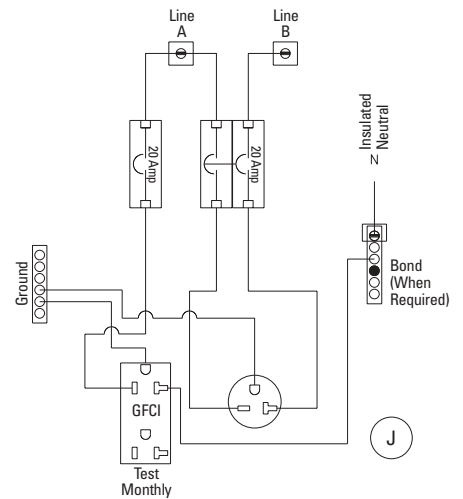 Line
A
Line
B
20 Amp
20 Amp
Insulated
Neutral
N
Ground
Bond
(When
Required)
GFCI
J
Test
Monthly